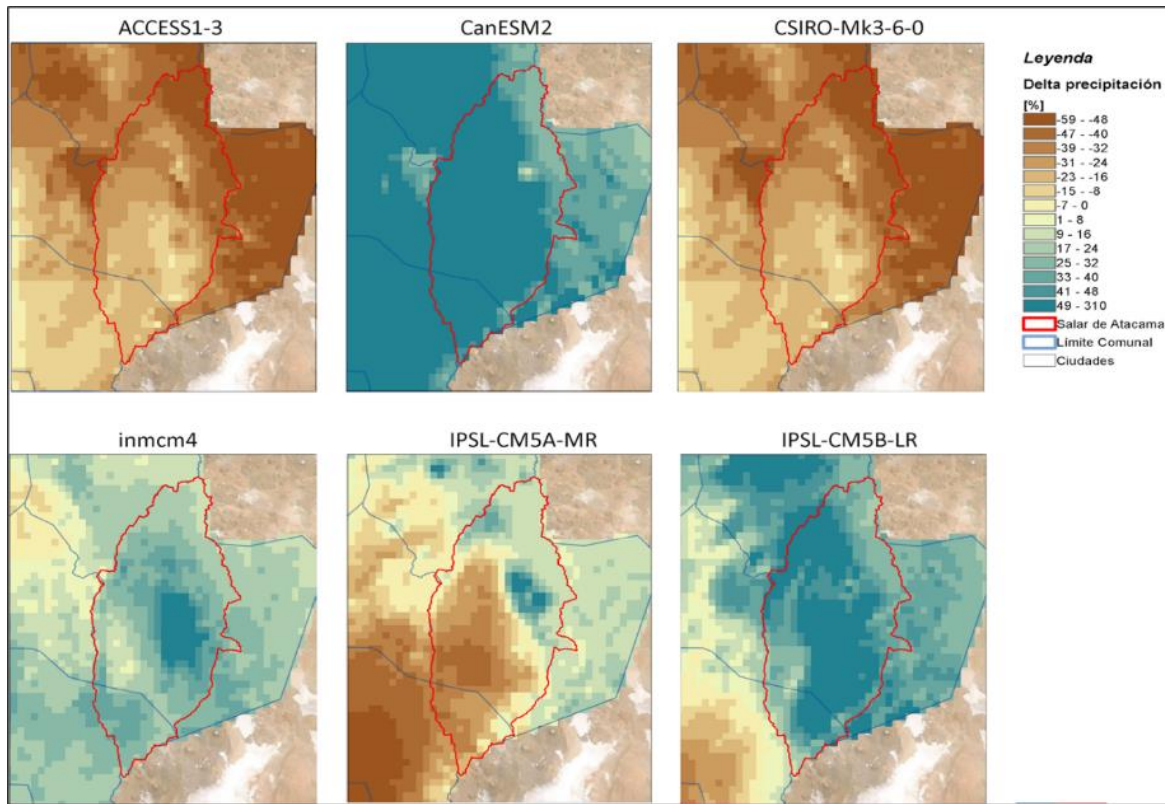 ACCESS1-3
CanESM2
CSIRO-Mk3-6-0
Leyenda
Delta precipitación
[%]
-59 - -48
-47 - -40
-39 - -32
-31 - -24
-23 - -16
-15 - -8
-7 - 0
1 - 8
9 - 16
17 - 24
25 - 32
33 - 40
41 - 48
49 - 310
Salar de Atacama
Límite Comunal
Ciudades
inmcm4
IPSL-CM5A-MR
IPSL-CM5B-LR